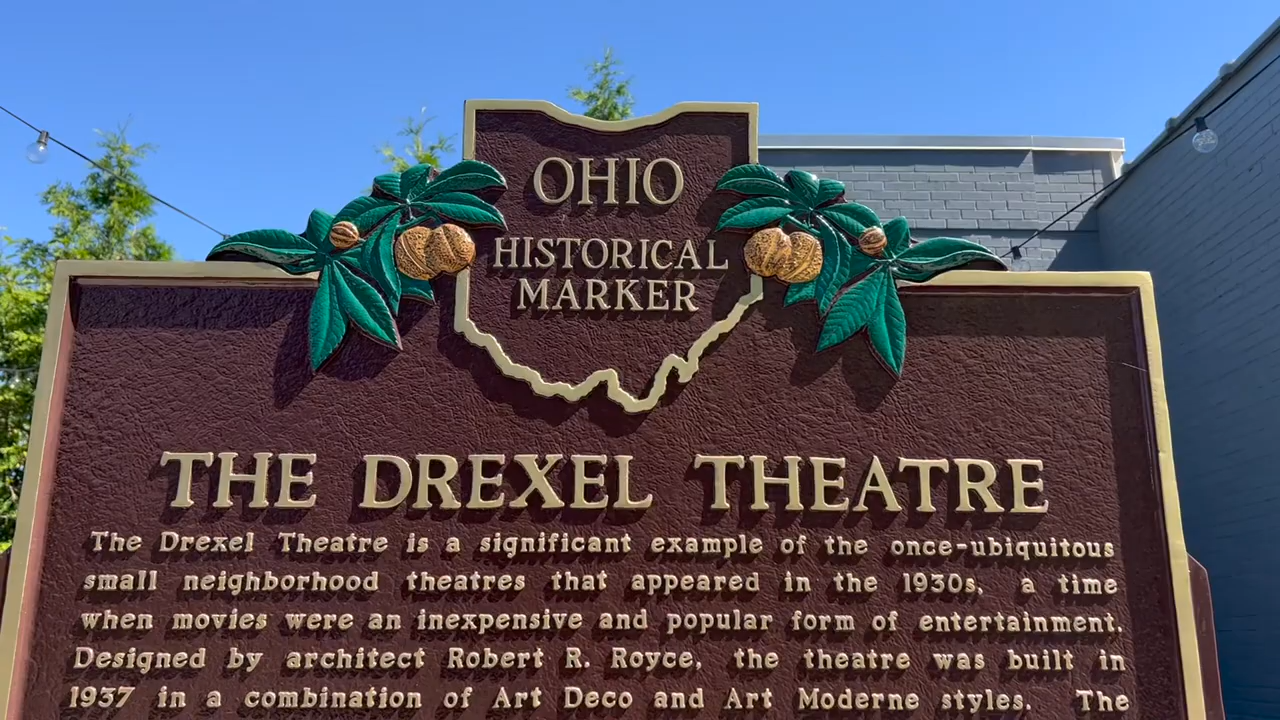 OHIO
HISTORICAL
MARKER
THE DREXEL THEATRE
The Drexel Theatre is a significant example of the once-ubiquitous
small neighborhood theatres that appeared in the 1930s, a time
when movies were an inexpensive and popular form of entertainment.
Designed by architect Robert R. Royce, the theatre was built in
1937 in a combination of Art Deco and Art Moderne styles. The